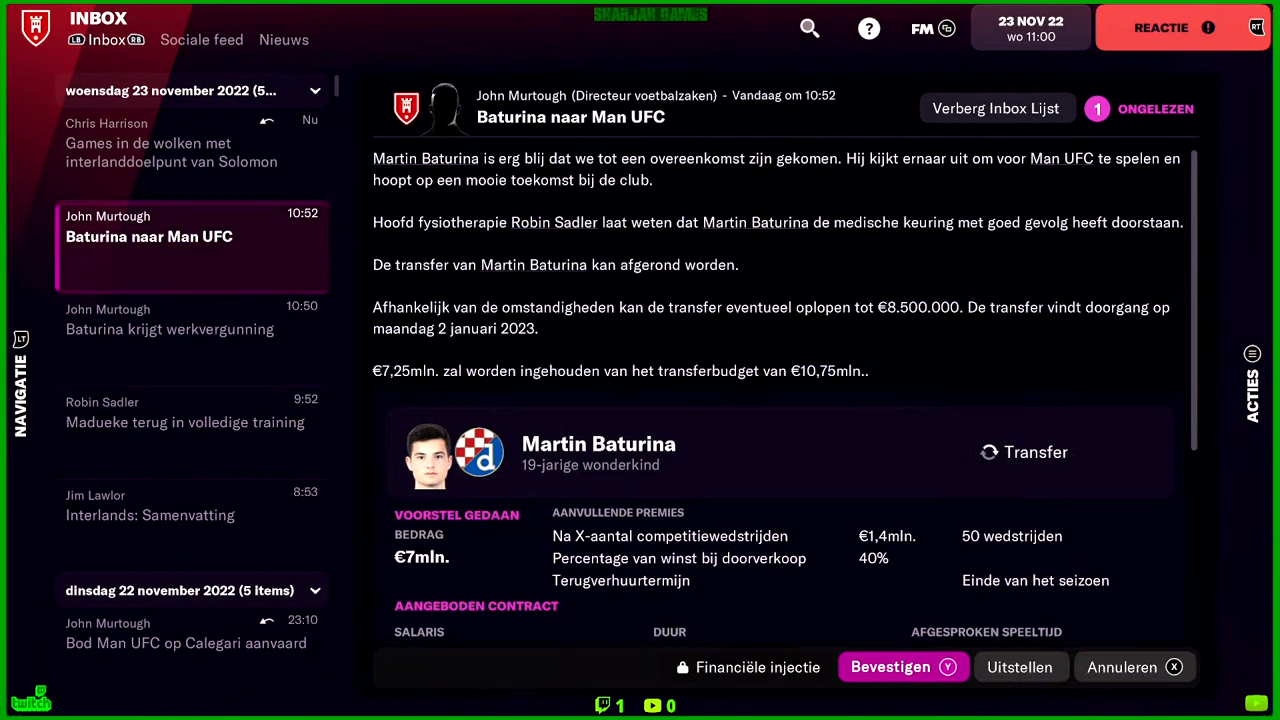 SKARJAK GAMES
INBOX
LB Inbox RB
Sociale feed
Nieuws
FM
23 NOV 22
wo 11:00
REACTIE
RT
woensdag 23 november 2022 (5...
Chris Harrison
Nu
Games in de wolken met
interlanddoelpunt van Solomon
John Murtough
10:52
Baturina naar Man UFC
John Murtough
10:50
Baturina krijgt werkvergunning
Robin Sadler
9:52
Madueke terug in volledige training
Jim Lawlor
8:53
Interlands: Samenvatting
dinsdag 22 november 2022 (5 items)
John Murtough
23:10
Bod Man UFC op Calegari aanvaard
LT
NAVIGATIE
John Murtough (Directeur voetbalzaken) - Vandaag om 10:52
Baturina naar Man UFC
Verberg Inbox Lijst
1 ONGELEZEN
Martin Baturina is erg blij dat we tot een overeenkomst zijn gekomen. Hij kijkt ernaar uit om voor Man UFC te spelen en
hoopt op een mooie toekomst bij de club.
Hoofd fysiotherapie Robin Sadler laat weten dat Martin Baturina de medische keuring met goed gevolg heeft doorstaan.
De transfer van Martin Baturina kan afgerond worden.
Afhankelijk van de omstandigheden kan de transfer eventueel oplopen tot €8.500.000. De transfer vindt doorgang op
maandag 2 januari 2023.
€7,25mln. zal worden ingehouden van het transferbudget van €10,75mln..
Martin Baturina
19-jarige wonderkind
Transfer
VOORSTEL GEDAAN
BEDRAG
€7mln.
AANVULLENDE PREMIES
Na X-aantal competitiewedstrijden €1,4mln. 50 wedstrijden
Percentage van winst bij doorverkoop 40%
Terugverhuurtermijn Einde van het seizoen
AANGEBODEN CONTRACT
SALARIS DUUR AFGESPROKEN SPEELTIJD
Financiële injectie
Bevestigen Y
Uitstellen
Annuleren X
ACTIES
twitch
1
0